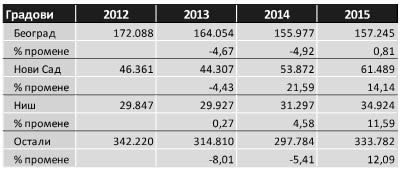 Градови 2012 2013 2014 2015
Београд 172.088 164.054 155.977 157.245
% промене -4,67 -4,92 0,81
Нови Сад 46.361 44.307 53.872 61.489
% промене -4,43 21,59 14,14
Ниш 29.847 29.927 31.297 34.924
% промене 0,27 4,58 11,59
Остали 342.220 314.810 297.784 333.782
% промене -8,01 -5,41 12,09